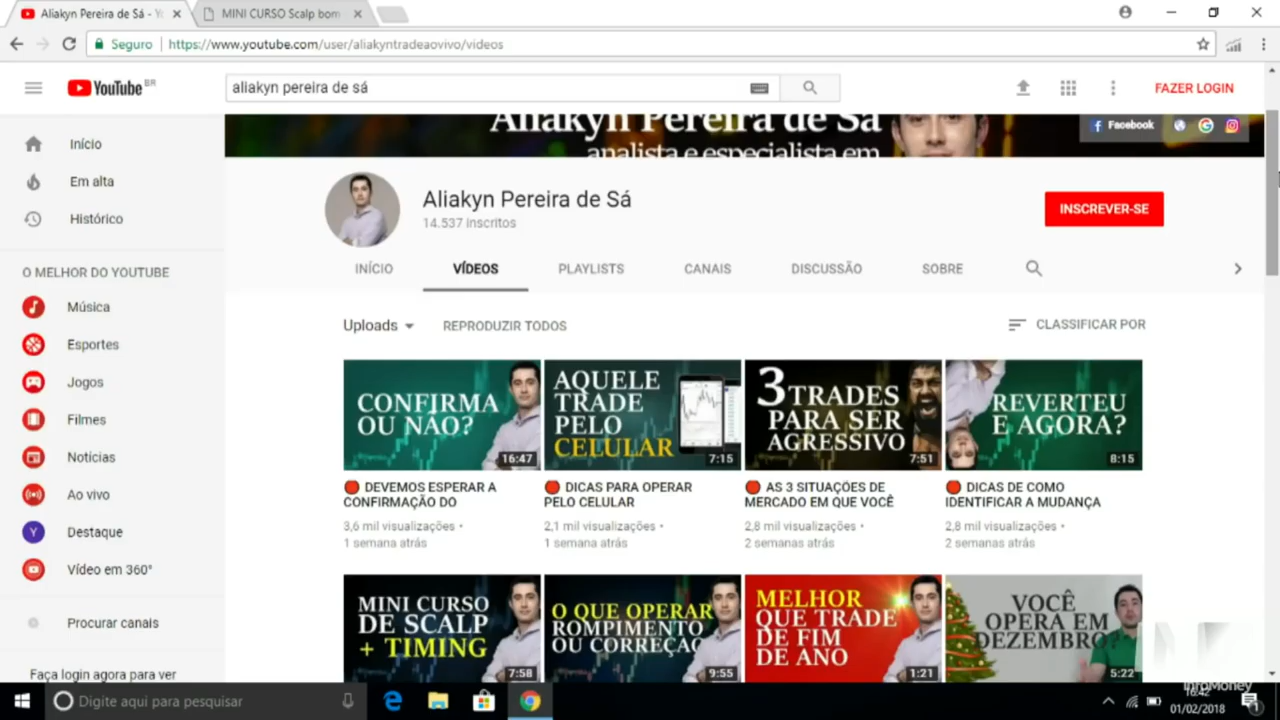 Aliakyn Pereira de Sá - Yo
MINI CURSO Scalp bom
Seguro
https://www.youtube.com/user/aliakyntradeaovivo/videos
YouTube BR
aliakyn pereira de sá
FAZER LOGIN
Início
Em alta
Histórico
O MELHOR DO YOUTUBE
Música
Esportes
Jogos
Filmes
Notícias
Ao vivo
Destaque
Vídeo em 360°
Procurar canais
Faça login agora para ver
Aliakyn Pereira de Sá
analista e especialista em
Facebook
Aliakyn Pereira de Sá
14.537 inscritos
INSCREVER-SE
INÍCIO
VÍDEOS
PLAYLISTS
CANAIS
DISCUSSÃO
SOBRE
Uploads
REPRODUZIR TODOS
CLASSIFICAR POR
CONFIRMA
OU NÃO?
16:47
DEVEMOS ESPERAR A
CONFIRMAÇÃO DO
3,6 mil visualizações •
1 semana atrás
AQUELE
TRADE
PELO
CELULAR
7:15
DICAS PARA OPERAR
PELO CELULAR
2,1 mil visualizações •
1 semana atrás
3 TRADES
PARA SER
AGRESSIVO
7:51
AS 3 SITUAÇÕES DE
MERCADO EM QUE VOCÊ
2,8 mil visualizações •
2 semanas atrás
REVERTEU
E AGORA?
8:15
DICAS DE COMO
IDENTIFICAR A MUDANÇA
2,8 mil visualizações •
2 semanas atrás
MINI CURSO
DE SCALP
+ TIMING
7:58
O QUE OPERAR
ROMPIMENTO
OU CORREÇÃO
9:55
MELHOR
QUE TRADE
DE FIM
DE ANO
1:21
VOCÊ
OPERA EM
DEZEMBRO?
5:22
InfoMoney
Digite aqui para pesquisar
16:42
01/02/2018
1